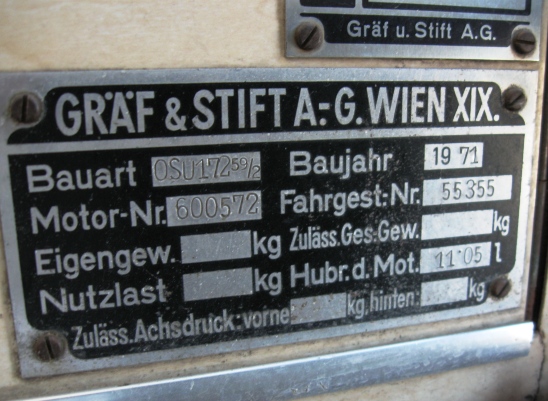 Gräf u. Stift A.G.
GRÄF & STIFT A.-G. WIEN XIX.
Bauart OSU172 59/2 Baujahr 1971
Motor-Nr. 600572 Fahrgest.-Nr. 55355
Eigengew. kg Zuläss. Ges. Gew. kg
Nutzlast kg Hubr. d. Mot. 11·05 l
Zuläss. Achsdruck: vorne kg, hinten: kg